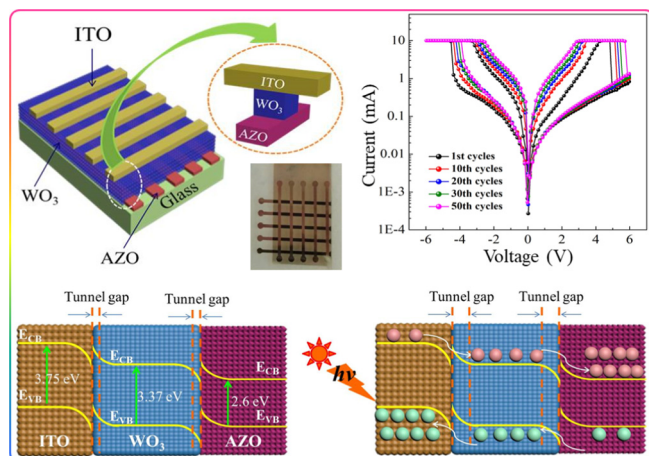 ITO
ITO
WO3
AZO
WO3
Glass
AZO
Current (mA)
10
1
0.1
0.01
1E-3
1E-4
1st cycles
10th cycles
20th cycles
30th cycles
50th cycles
-6 -4 -2 0 2 4 6
Voltage (V)
Tunnel gap Tunnel gap
ECB
3.75 eV
EVB
ITO
ECB
3.37 eV
EVB
WO3
ECB
2.6 eV
EVB
AZO
hν
Tunnel gap Tunnel gap